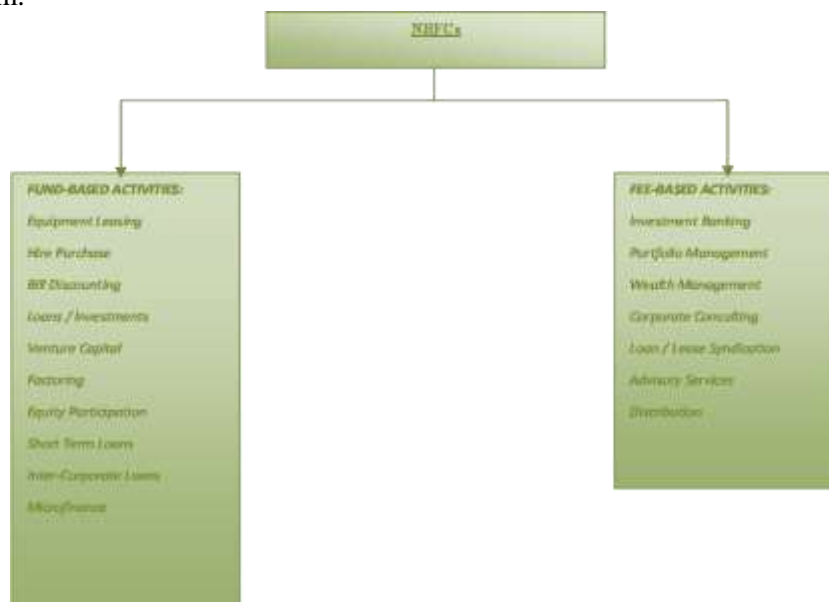 m.
NBFCs
FUND-BASED ACTIVITIES:
Equipment Leasing
Hire Purchase
Bill Discounting
Loans / Investments
Venture Capital
Factoring
Equity Participation
Short Term Loans
Inter-Corporate Loans
Microfinance
FEE-BASED ACTIVITIES:
Investment Banking
Portfolio Management
Wealth Management
Corporate Consulting
Loan / Lease Syndication
Advisory Services
Distribution